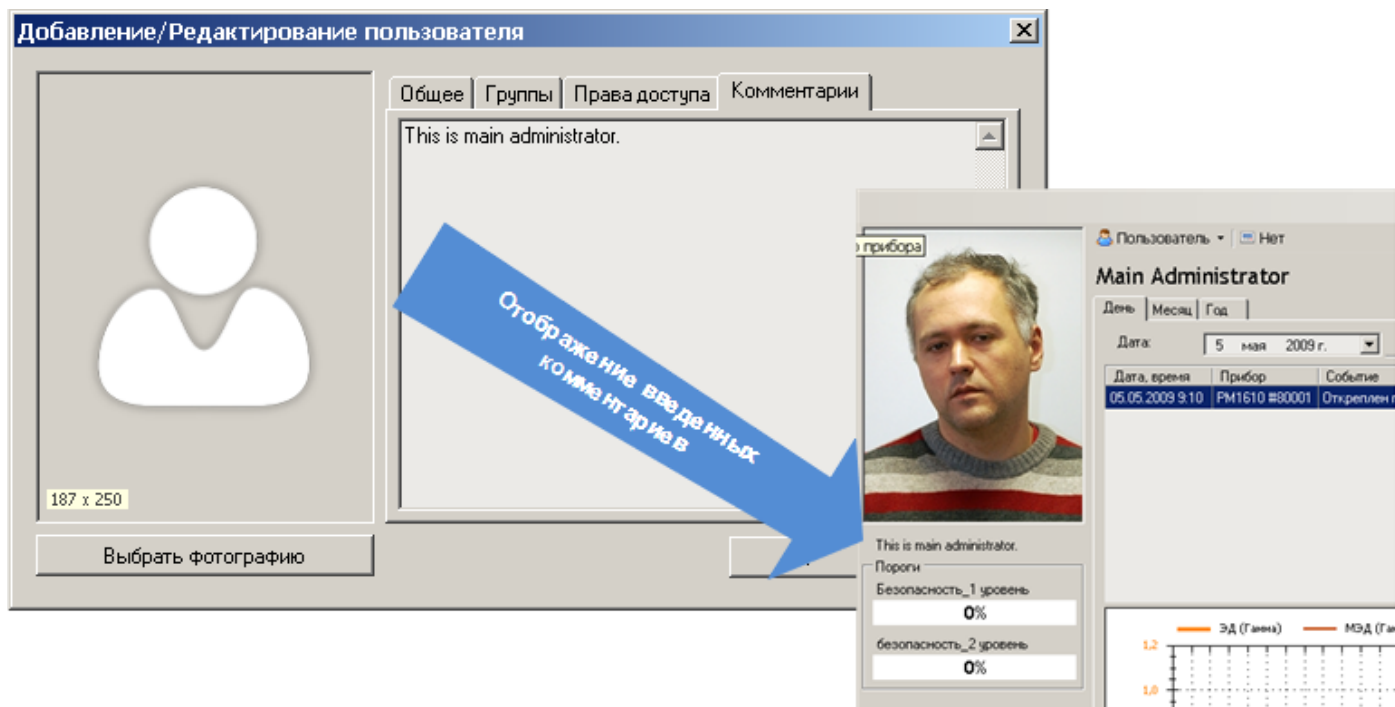 Добавление/Редактирование пользователя
Общее Группы Права доступа Комментарии
This is main administrator.
187 x 250
Выбрать фотографию
Отображение введенных
комментариев
прибора
Пользователь Нет
Main Administrator
День Месяц Год
Дата: 5 мая 2009 г.
Дата, время Прибор Событие
05.05.2009 9:10 PM1610 #80001 Откреплен
This is main administrator.
Пороги
Безопасность_1 уровень
0%
безопасность_2 уровень
0%
ЭД (Гамма) МЭД (Га
1,2
1,0